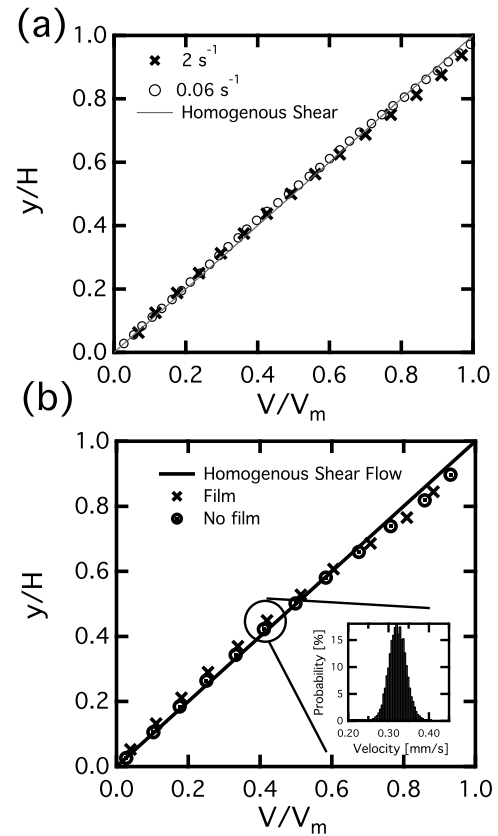 (a)
1.0
0.8
0.6
0.4
0.2
0.0
y/H
2 s⁻¹
0.06 s⁻¹
Homogenous Shear
0.0 0.2 0.4 0.6 0.8 1.0
V/Vₘ
(b)
1.0
0.8
0.6
0.4
0.2
0.0
y/H
Homogenous Shear Flow
Film
No film
Probability [%]
15
10
5
0
0.20 0.30 0.40
Velocity [mm/s]
0.0 0.2 0.4 0.6 0.8 1.0
V/Vₘ